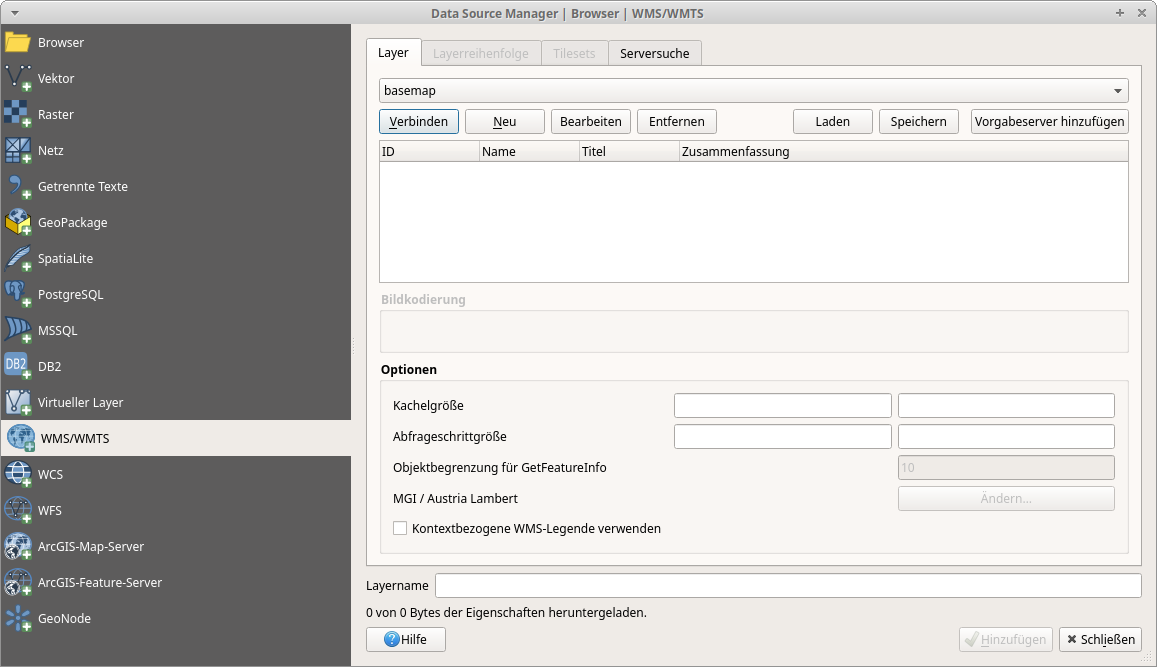 Data Source Manager | Browser | WMS/WMTS
Browser
Vektor
Raster
Netz
Getrennte Texte
GeoPackage
SpatiaLite
PostgreSQL
MSSQL
DB2 DB2
Virtueller Layer
WMS/WMTS
WCS
WFS
ArcGIS-Map-Server
ArcGIS-Feature-Server
GeoNode
Layer Layerreihenfolge Tilesets Serversuche
basemap
Verbinden Neu Bearbeiten Entfernen Laden Speichern Vorgabeserver hinzufügen
ID Name Titel Zusammenfassung
Bildkodierung
Optionen
Kachelgröße
Abfrageschrittgröße
Objektbegrenzung für GetFeatureInfo 10
MGI / Austria Lambert Ändern...
Kontextbezogene WMS-Legende verwenden
Layername
0 von 0 Bytes der Eigenschaften heruntergeladen.
Hilfe Hinzufügen Schließen